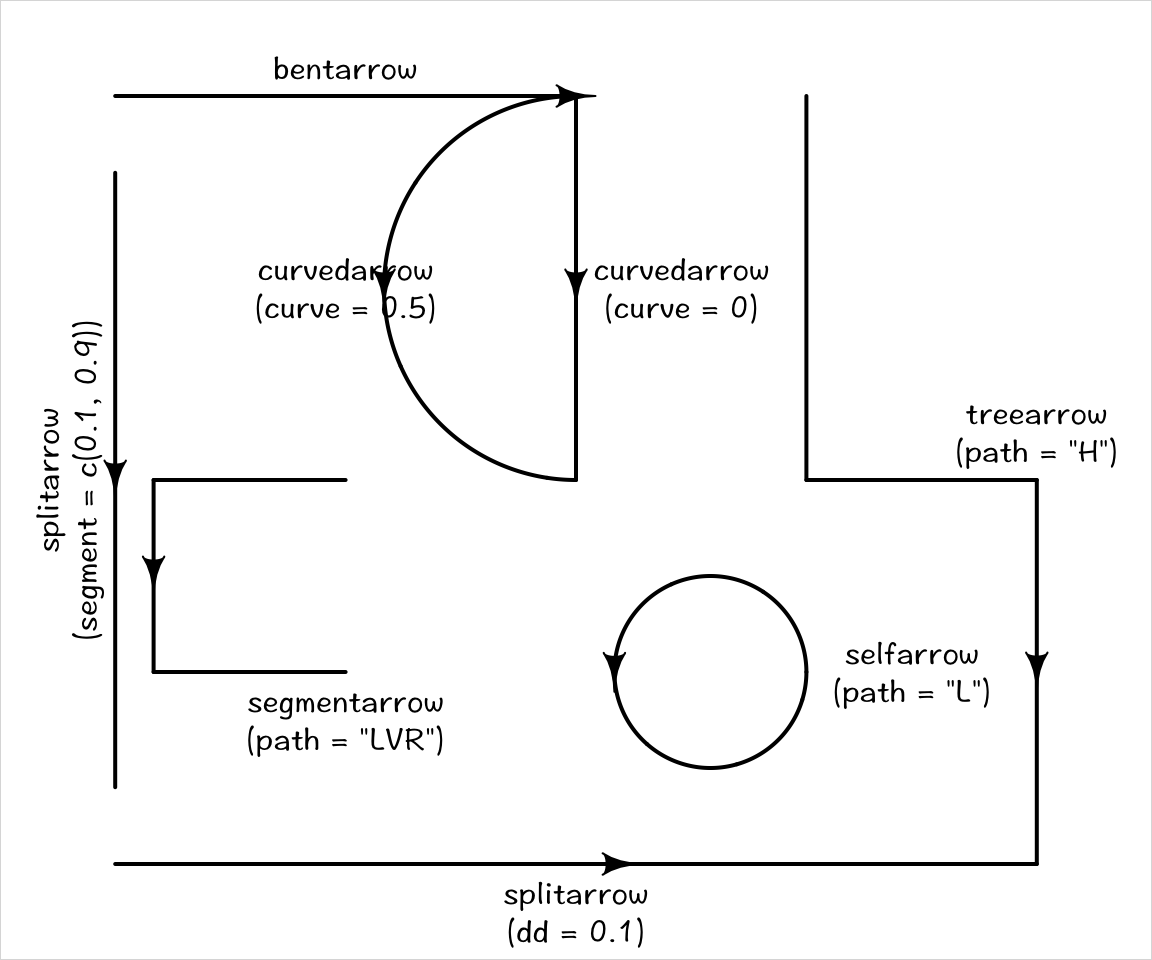 bentarrow
curvedarrow
(curve = 0.5)
curvedarrow
(curve = 0)
splitarrow
(segment = c(0.1, 0.9))
treearrow
(path = "H")
selfarrow
(path = "L")
segmentarrow
(path = "LVR")
splitarrow
(dd = 0.1)